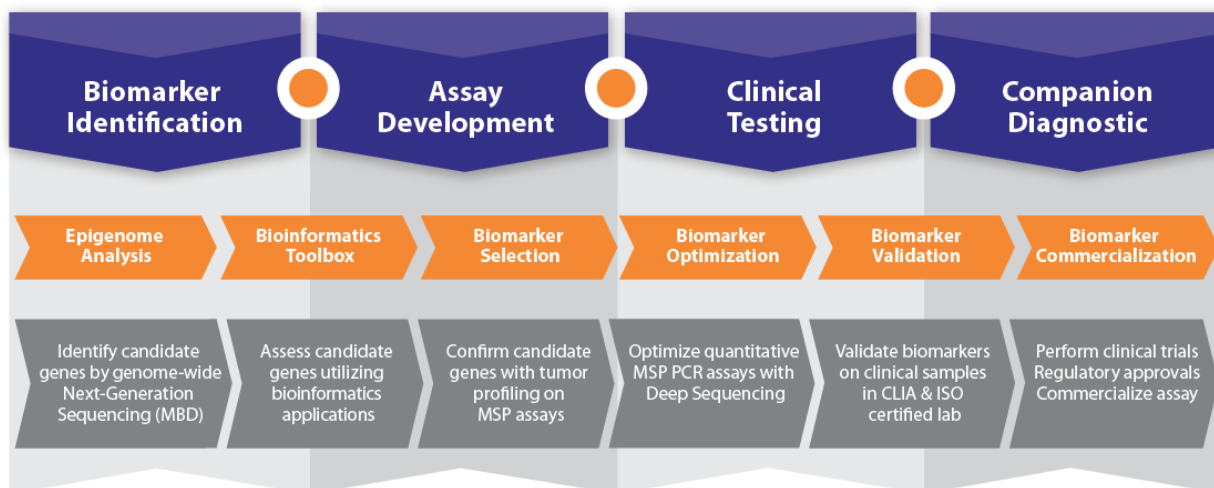 Biomarker
Identification
Assay
Development
Clinical
Testing
Companion
Diagnostic
Epigenome
Analysis
Bioinformatics
Toolbox
Biomarker
Selection
Biomarker
Optimization
Biomarker
Validation
Biomarker
Commercialization
Identify candidate
genes by genome-wide
Next-Generation
Sequencing (MBD)
Assess candidate
genes utilizing
bioinformatics
applications
Confirm candidate
genes with tumor
profiling on
MSP assays
Optimize quantitative
MSP PCR assays with
Deep Sequencing
Validate biomarkers
on clinical samples
in CLIA & ISO
certified lab
Perform clinical trials
Regulatory approvals
Commercialize assay